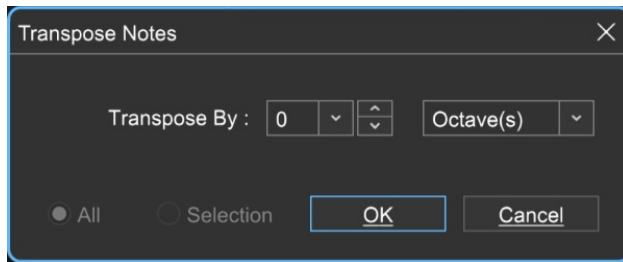 Transpose Notes
Transpose By : 0 Octave(s)
All Selection OK Cancel